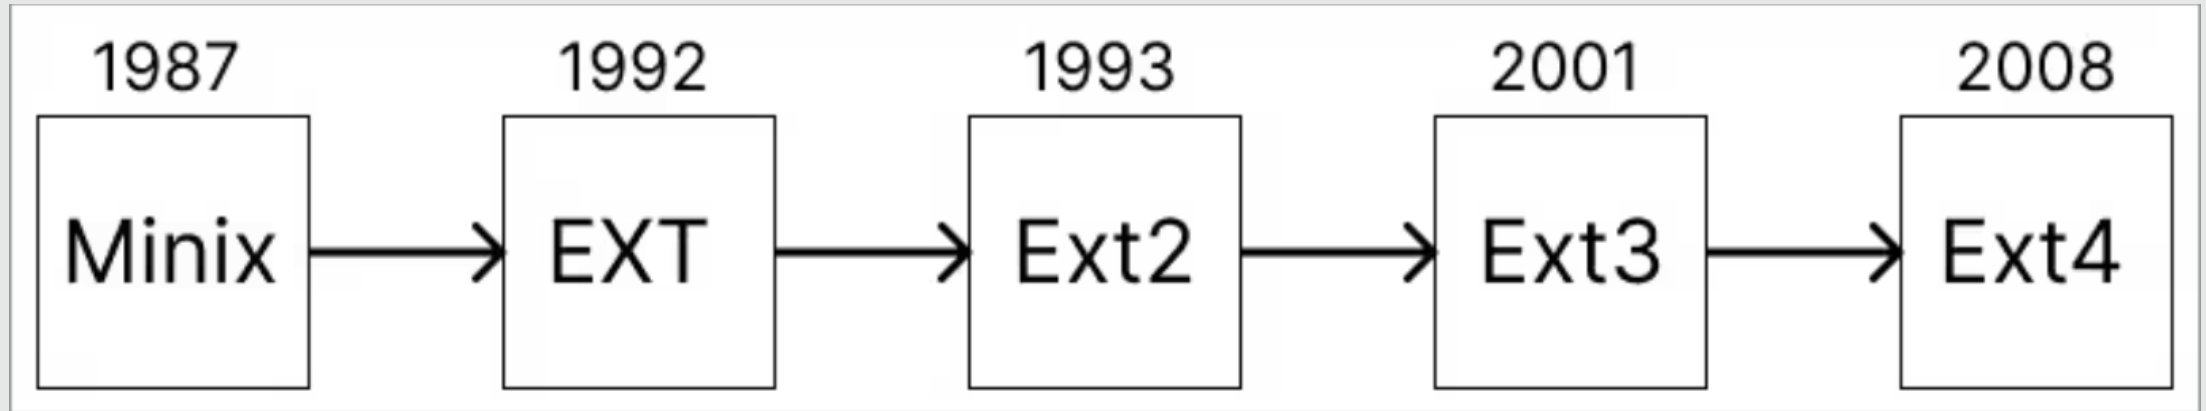 1987 1992 1993 2001 2008
Minix EXT Ext2 Ext3 Ext4